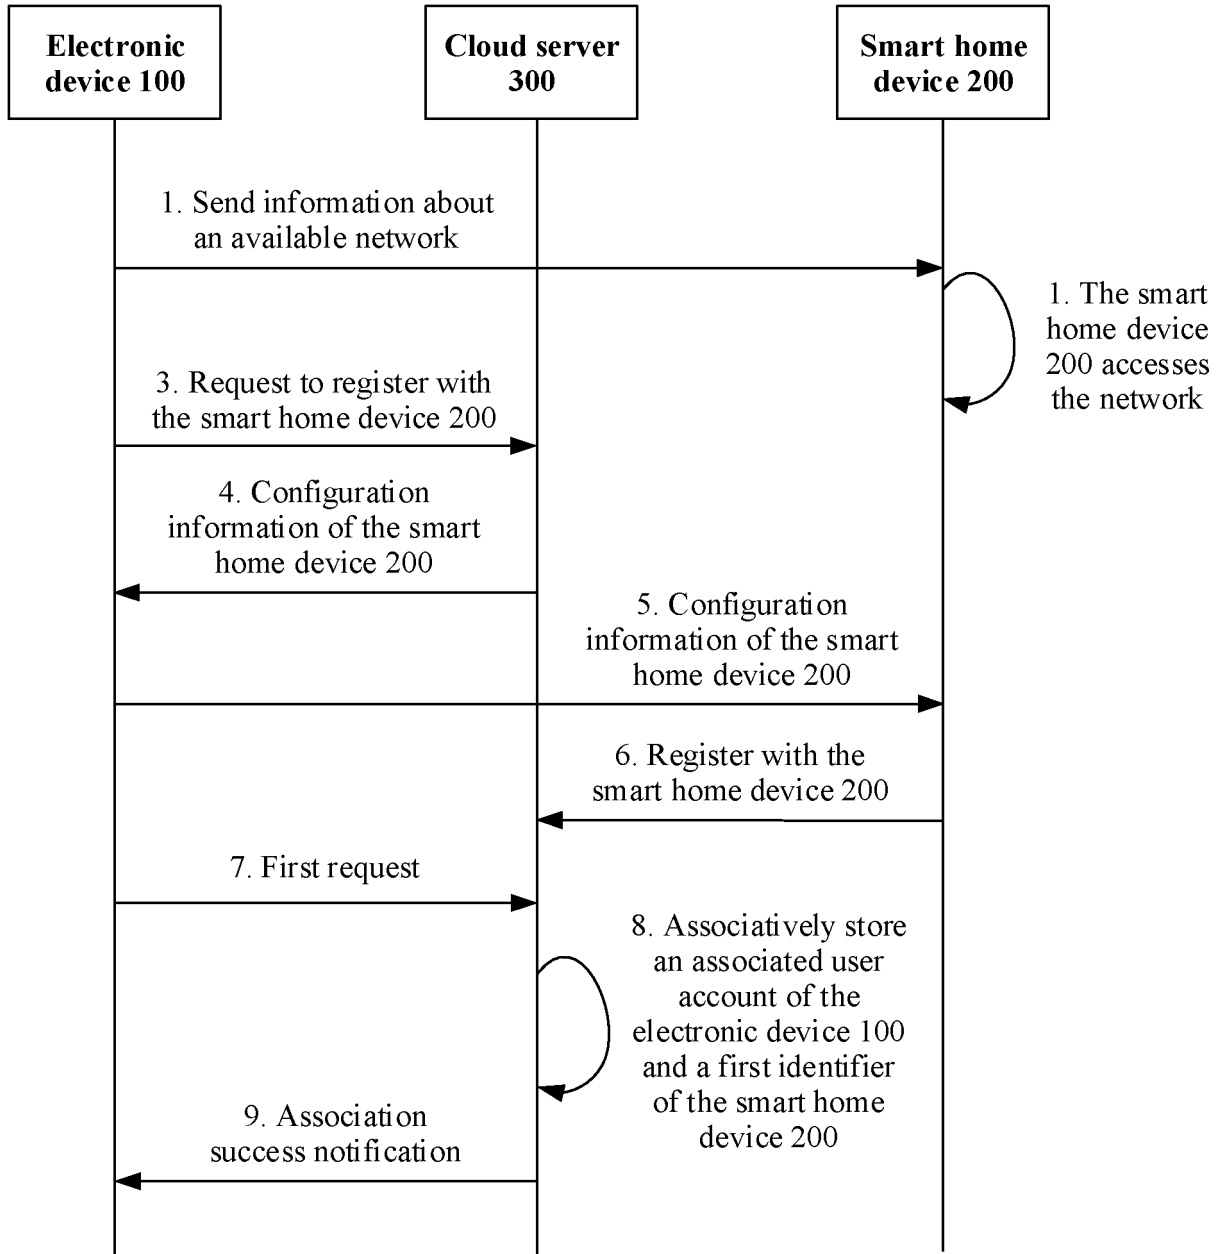 Electronic
device 100
Cloud server
300
Smart home
device 200
1. Send information about
an available network
1. The smart
home device
200 accesses
the network
3. Request to register with
the smart home device 200
4. Configuration
information of the smart
home device 200
5. Configuration
information of the smart
home device 200
6. Register with the
smart home device 200
7. First request
8. Associatively store
an associated user
account of the
electronic device 100
and a first identifier
of the smart home
device 200
9. Association
success notification